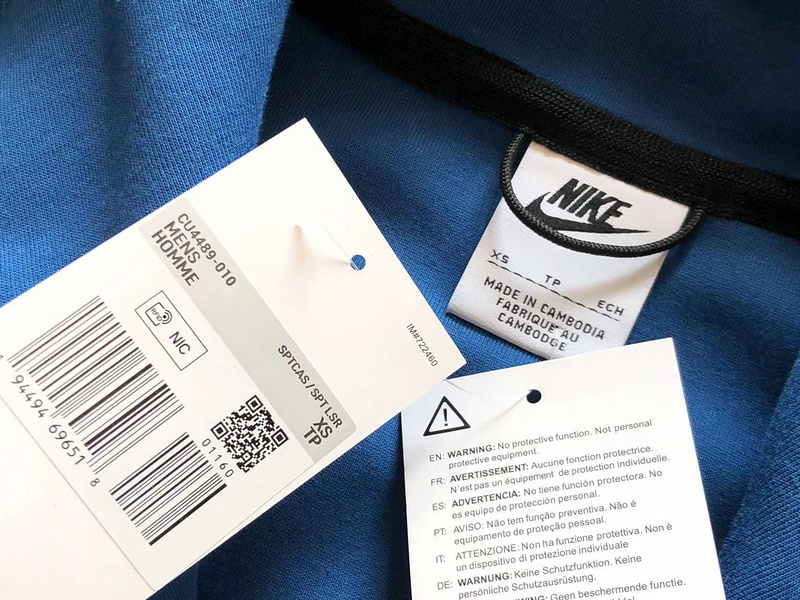 CU4489-010
MENS
HOMME
RFID
NIC
SPTCAS / SPT LSR
XS
TP
94494 69651 8
01160
IM#722460
NIKE
XS
TP
ECH
MADE IN CAMBODIA
FABRIQUE AU
CAMBODGE
EN: WARNING: No protective function. Not personal
protective equipment.
FR: AVERTISSEMENT: Aucune fonction protectrice.
N'est pas un équipement de protection individuelle.
ES: ADVERTENCIA: No tiene función protectora. No
es equipo de protección personal.
PT: AVISO: Não tem função preventiva. Não é
equipamento de proteção pessoal.
IT: ATTENZIONE: Non ha funzione protettiva. Non è
un dispositivo di protezione individuale
DE: WARNUNG: Keine Schutzfunktion. Keine
persönliche Schutzausrüstung.
Geen beschermende functie.